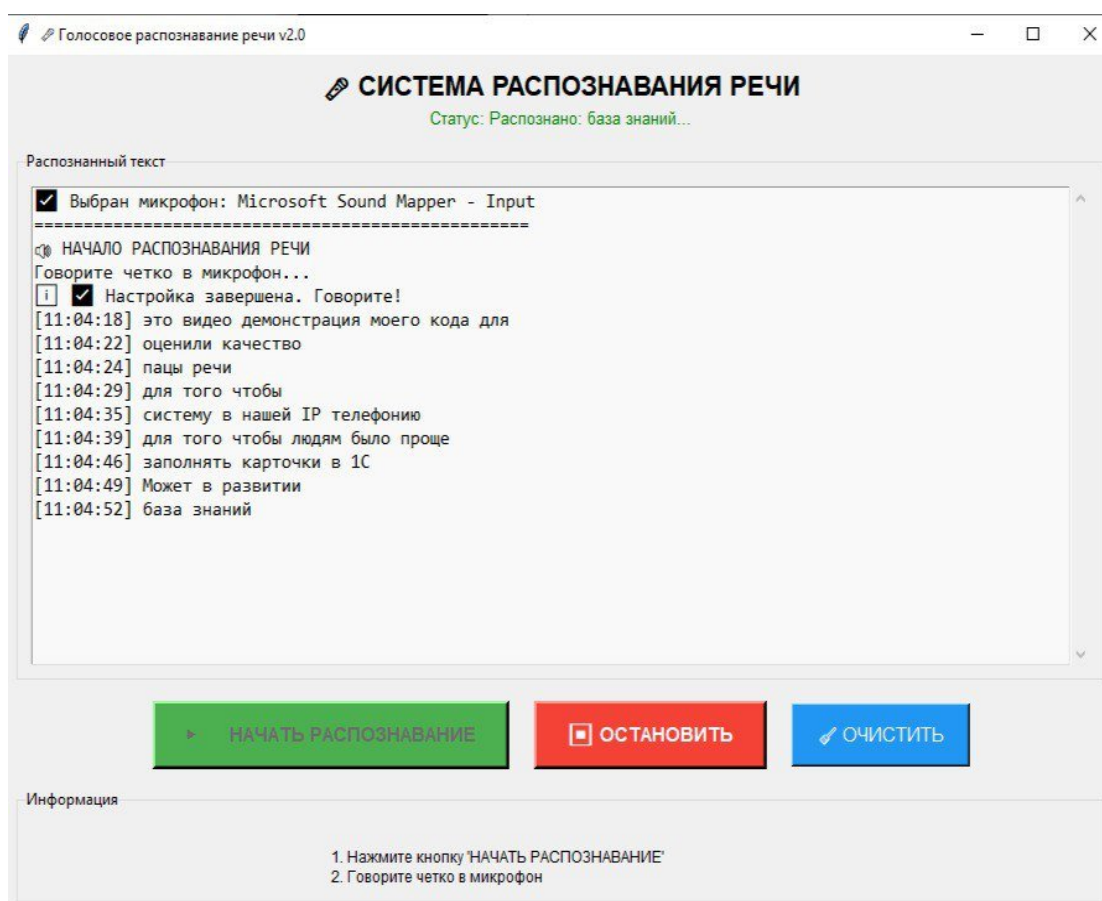 Голосовое распознавание речи v2.0
СИСТЕМА РАСПОЗНАВАНИЯ РЕЧИ
Статус: Распознано: база знаний...
Распознанный текст
Выбран микрофон: Microsoft Sound Mapper - Input
==================================================
НАЧАЛО РАСПОЗНАВАНИЯ РЕЧИ
Говорите четко в микрофон...
i Настройка завершена. Говорите!
[11:04:18] это видео демонстрация моего кода для
[11:04:22] оценили качество
[11:04:24] пацы речи
[11:04:29] для того чтобы
[11:04:35] систему в нашей IP телефонию
[11:04:39] для того чтобы людям было проще
[11:04:46] заполнять карточки в 1С
[11:04:49] Может в развитии
[11:04:52] база знаний
НАЧАТЬ РАСПОЗНАВАНИЕ
ОСТАНОВИТЬ
ОЧИСТИТЬ
Информация
1. Нажмите кнопку 'НАЧАТЬ РАСПОЗНАВАНИЕ'
2. Говорите четко в микрофон